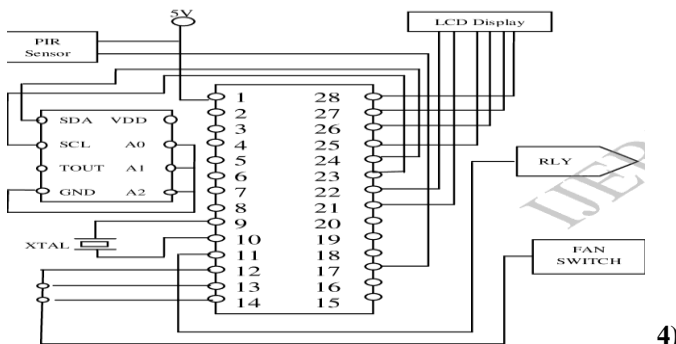 5V
LCD Display
PIR
Sensor
SDA VDD
SCL A0
TOUT A1
GND A2
XTAL
1 28
2 27
3 26
4 25
5 24
6 23
7 22
8 21
9 20
10 19
11 18
12 17
13 16
14 15
RLY
FAN
SWITCH
4)